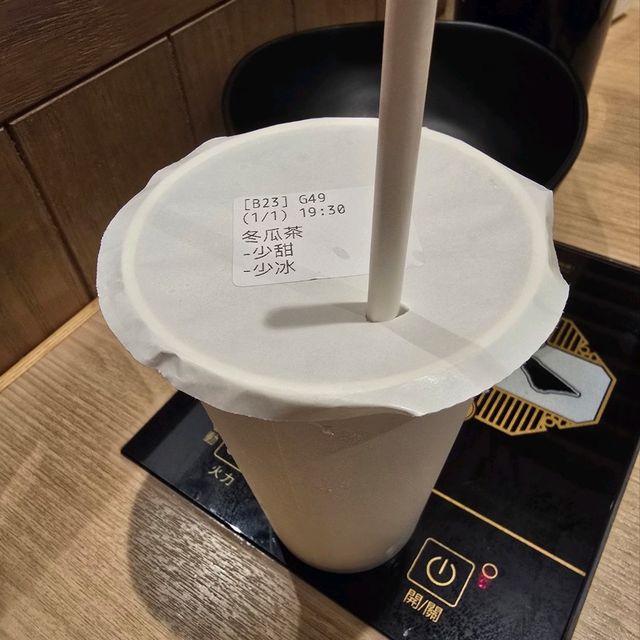 [B23] G49
(1/1) 19:30
冬瓜茶
-少甜
-少冰
火力
開/關